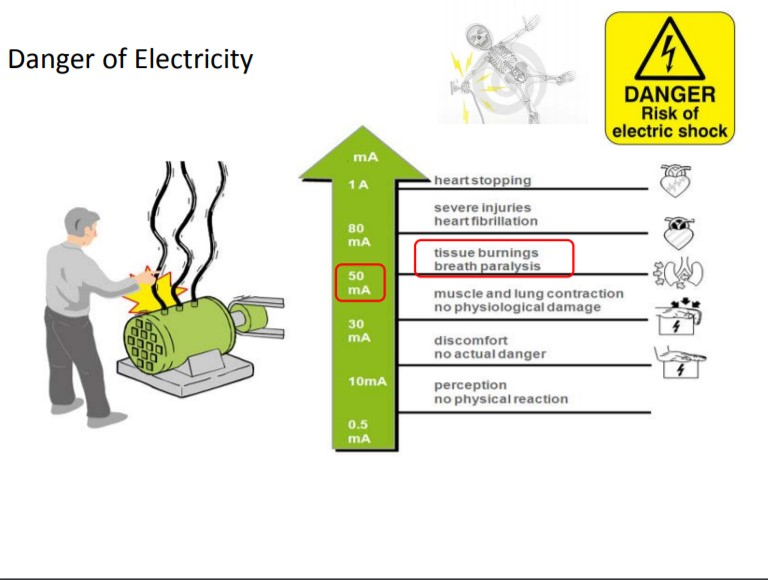 Danger of Electricity
DANGER
Risk of
electric shock
mA
1 A
heart stopping
severe injuries
heart fibrillation
80
mA
tissue burnings
breath paralysis
50
mA
muscle and lung contraction
no physiological damage
30
mA
discomfort
no actual danger
10mA
perception
no physical reaction
0.5
mA